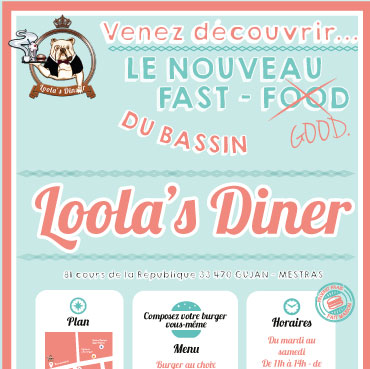 Venez découvrir...
Loola's Diner
LE NOUVEAU
FAST - FOOD
GOOD.
DU BASSIN
Loola's Diner
81 cours de la République 33 470 GUJAN - MESTRAS
Plan
Composez votre burger
vous-même
Menu
Burger au choix
Horaires
Du mardi au
samedi
De 11h à 14h - de